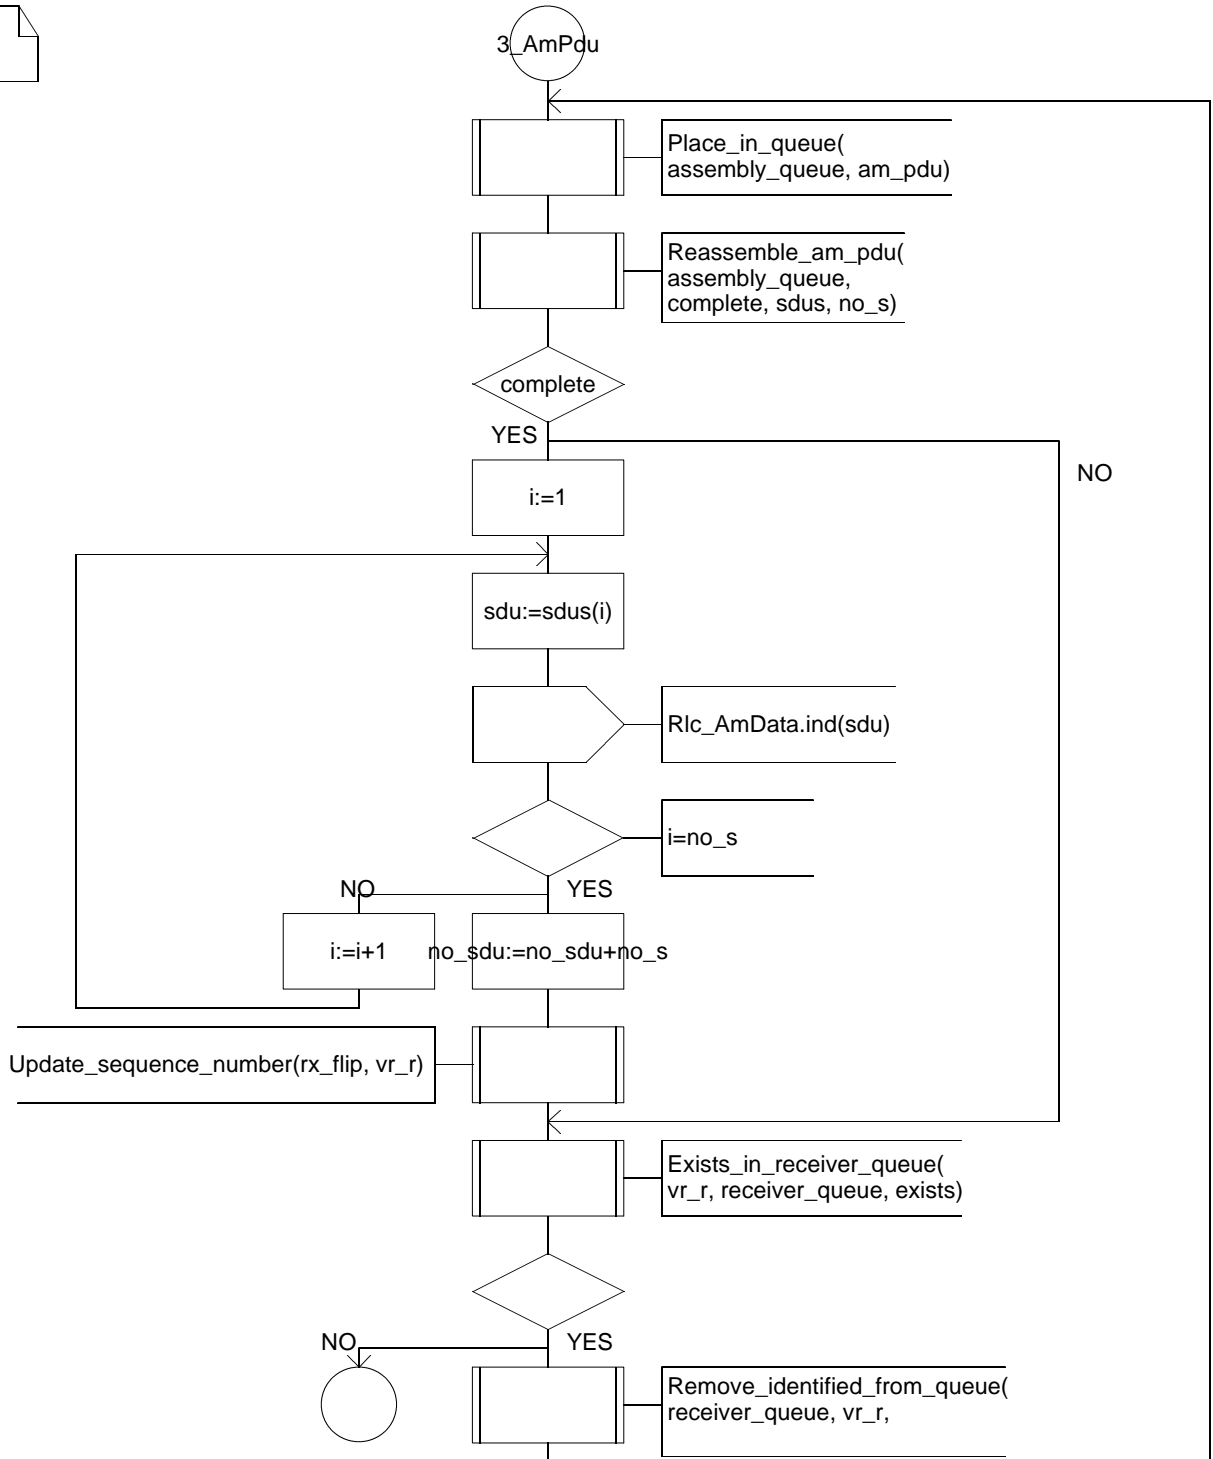 3_AmPdu
Place_in_queue(
assembly_queue, am_pdu)
Reassemble_am_pdu(
assembly_queue,
complete, sdus, no_s)
complete
YES
NO
i:=1
sdu:=sdus(i)
Rlc_AmData.ind(sdu)
i=no_s
NO
YES
i:=i+1
no_sdu:=no_sdu+no_s
Update_sequence_number(rx_flip, vr_r)
Exists_in_receiver_queue(
vr_r, receiver_queue, exists)
NO
YES
Remove_identified_from_queue(
receiver_queue, vr_r,